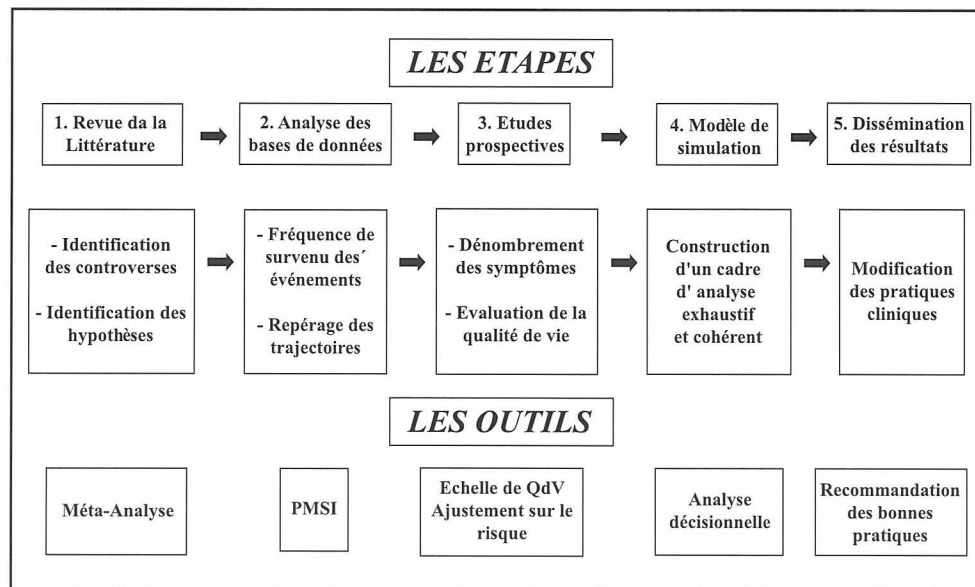 LES ETAPES
1. Revue da la
Littérature
2. Analyse des
bases de données
3. Etudes
prospectives
4. Modèle de
simulation
5. Dissémination
des résultats
- Identification
des controverses
- Identification des
hypothèses
- Fréquence de
survenu des´
événements
- Repérage des
trajectoires
- Dénombrement
des symptômes
- Evaluation de la
qualité de vie
Construction
d'un cadre
d' analyse
exhaustif
et cohérent
Modification
des pratiques
cliniques
LES OUTILS
Méta-Analyse
PMSI
Echelle de QdV
Ajustement sur le
risque
Analyse
décisionnelle
Recommandation
des bonnes
pratiques